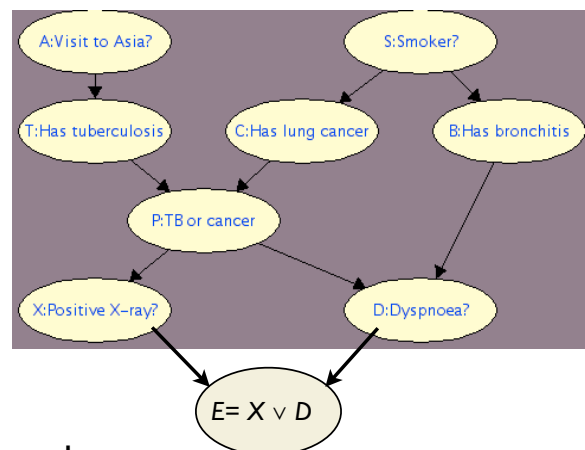 A:Visit to Asia?
S:Smoker?
T:Has tuberculosis
C:Has lung cancer
B:Has bronchitis
P:TB or cancer
X:Positive X-ray?
D:Dyspnoea?
E= X ∨ D